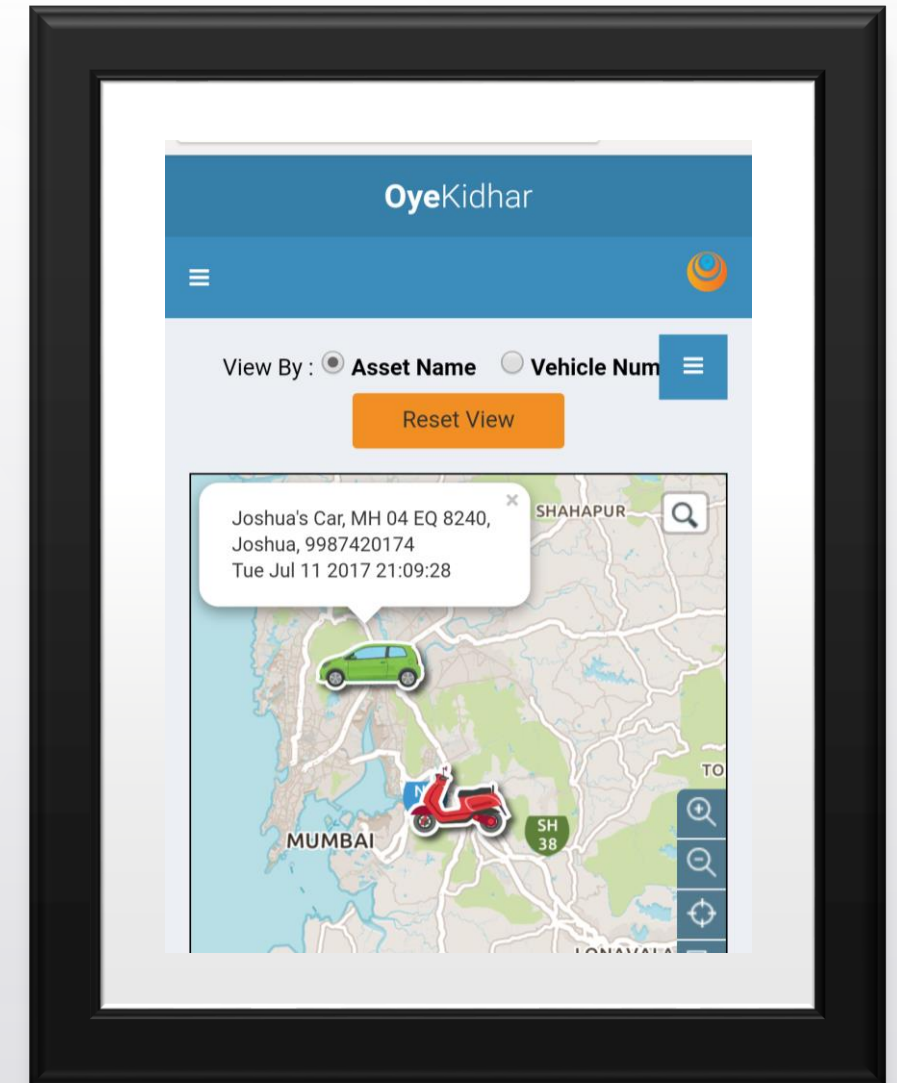 OyeKidhar
View By : Asset Name Vehicle Num
Reset View
Joshua's Car, MH 04 EQ 8240,
Joshua, 9987420174
Tue Jul 11 2017 21:09:28
×
SHAHAPUR
TO
MUMBAI
SH
38